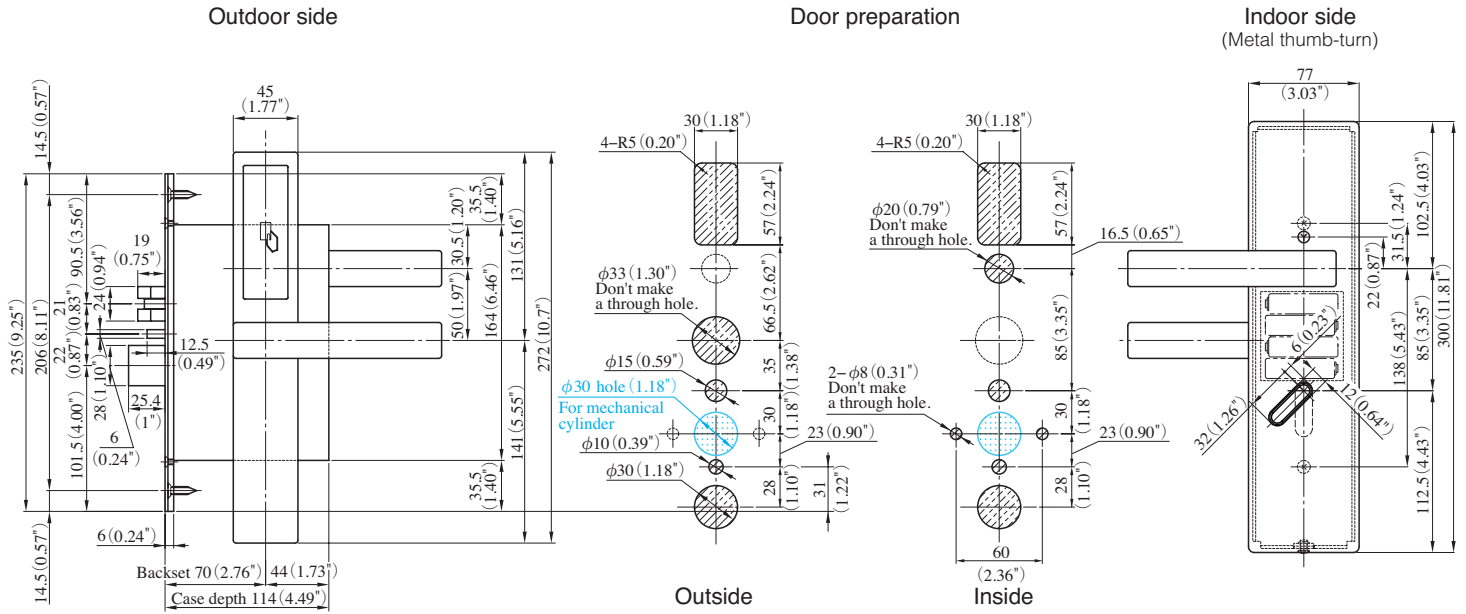 Outdoor side
Door preparation
Indoor side
(Metal thumb-turn)
45
(1.77")
14.5(0.57")
235(9.25")
206(8.11")
90.5(3.56")
19
(0.75")
24(0.94")
21
(0.83")
22
(0.87")
28(1.10")
12.5
(0.49")
25.4
(1")
6
(0.24")
101.5(4.00")
14.5(0.57")
6(0.24")
Backset 70(2.76")
44(1.73")
Case depth 114(4.49")
35.5
(1.40")
30.5(1.20")
50(1.97")
164(6.46")
131(5.16")
272(10.7")
141(5.55")
35.5
(1.40")
30(1.18")
4-R5(0.20")
57(2.24")
66.5(2.62")
ϕ33(1.30")
Don't make
a through hole.
35
(1.38")
ϕ15(0.59")
ϕ30 hole(1.18")
For mechanical
cylinder
30
(1.18")
ϕ10(0.39")
23(0.90")
ϕ30(1.18")
28
(1.10")
31
(1.22")
Outside
30(1.18")
4-R5(0.20")
57(2.24")
ϕ20(0.79")
Don't make
a through hole.
16.5(0.65")
85(3.35")
2-ϕ8(0.31")
Don't make
a through hole.
30
(1.18")
23(0.90")
28
(1.10")
60
(2.36")
Inside
77
(3.03")
102.5(4.03")
31.5(1.24")
22(0.87")
300(11.81")
138(5.43")
85(3.35")
6(0.23")
12(0.64")
32(1.26")
112.5(4.43")